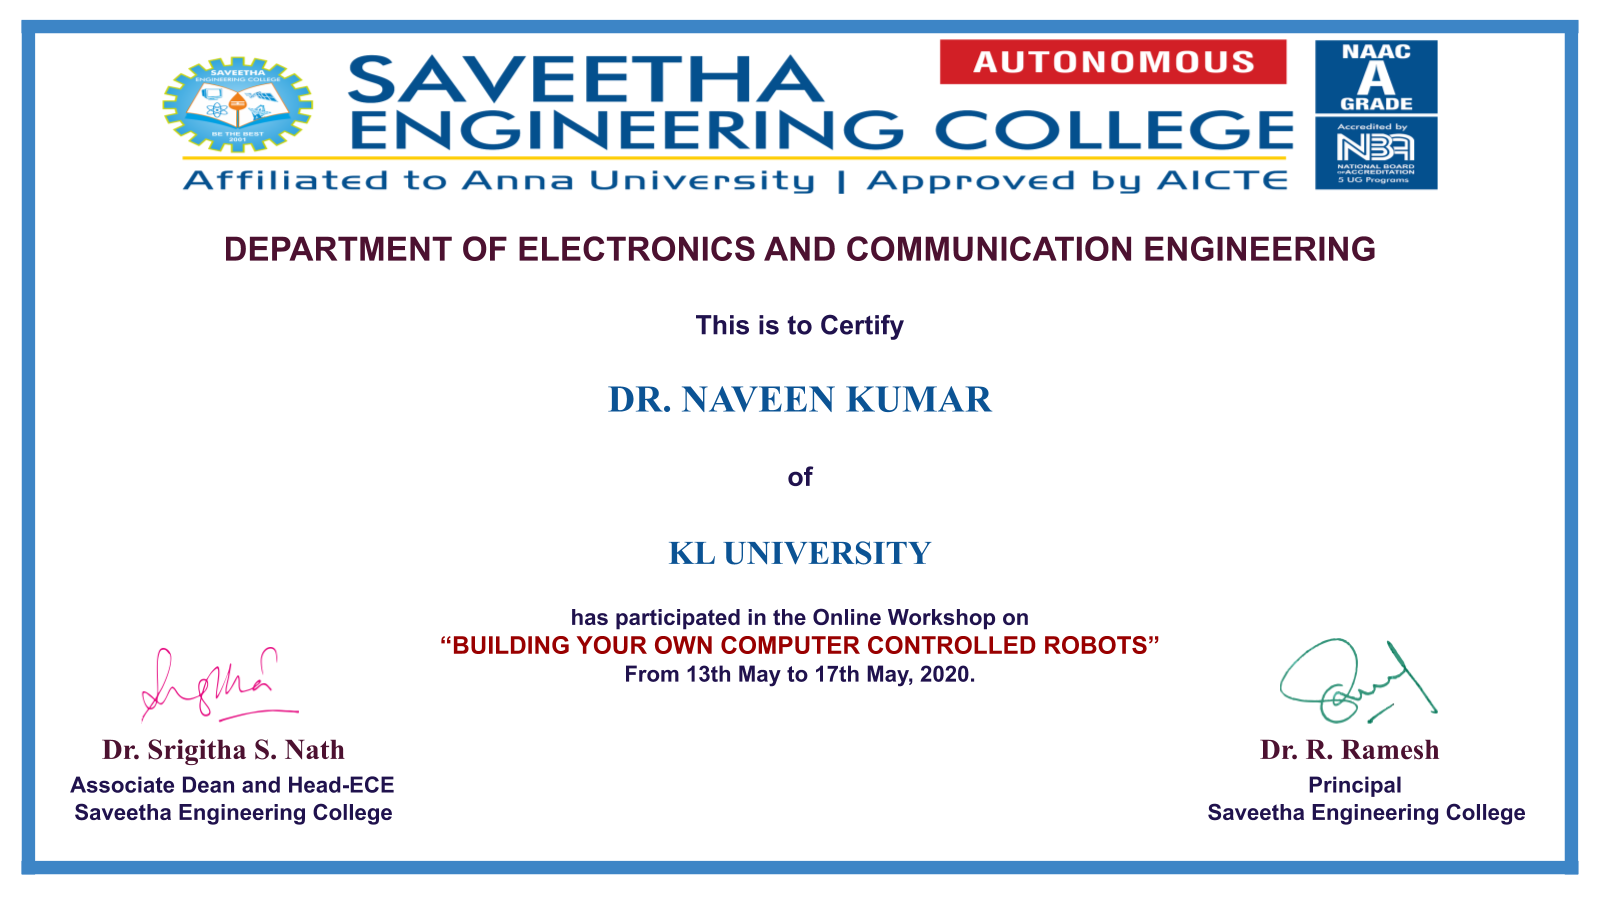 SAVEETHA
ENGINEERING COLLEGE
BE THE BEST
2001
SAVEETHA
ENGINEERING COLLEGE
AUTONOMOUS
Affiliated to Anna University | Approved by AICTE
NAAC
A
GRADE
Accredited by
NBA
NATIONAL BOARD
OF ACCREDITATION
5 UG Programs
DEPARTMENT OF ELECTRONICS AND COMMUNICATION ENGINEERING
This is to Certify
DR. NAVEEN KUMAR
of
KL UNIVERSITY
has participated in the Online Workshop on
“BUILDING YOUR OWN COMPUTER CONTROLLED ROBOTS”
From 13th May to 17th May, 2020.
Dr. Srigitha S. Nath
Associate Dean and Head-ECE
Saveetha Engineering College
Dr. R. Ramesh
Principal
Saveetha Engineering College